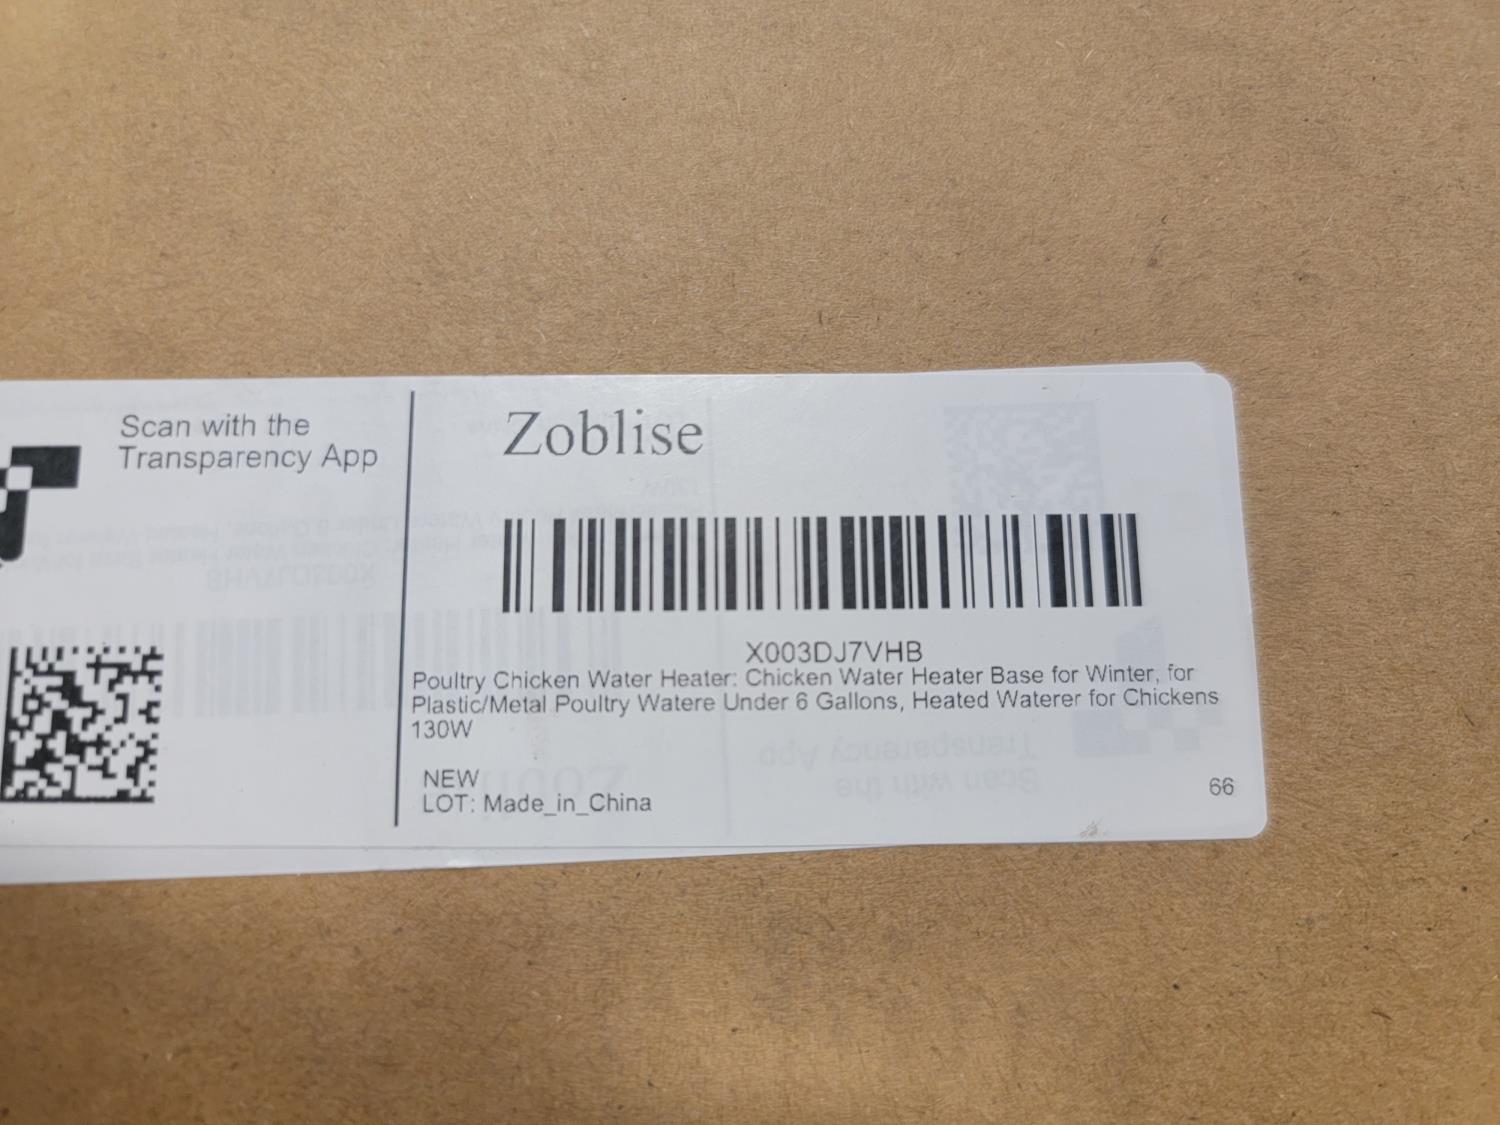 Scan with the
Transparency App
Zoblise
X003DJ7VHB
Poultry Chicken Water Heater: Chicken Water Heater Base for Winter, for
Plastic/Metal Poultry Watere Under 6 Gallons, Heated Waterer for Chickens
130W
NEW
LOT: Made_in_China
66